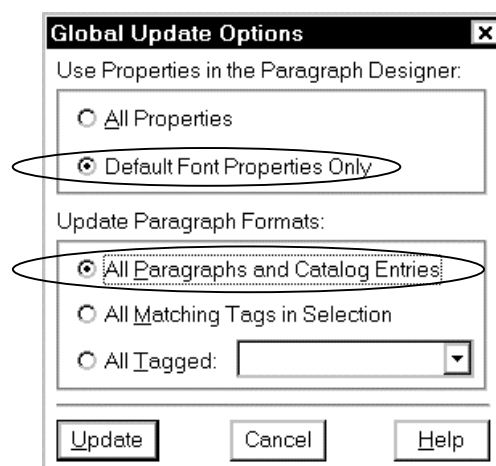 Global Update Options
Use Properties in the Paragraph Designer:
All Properties
Default Font Properties Only
Update Paragraph Formats:
All Paragraphs and Catalog Entries
All Matching Tags in Selection
All Tagged:
Update Cancel Help